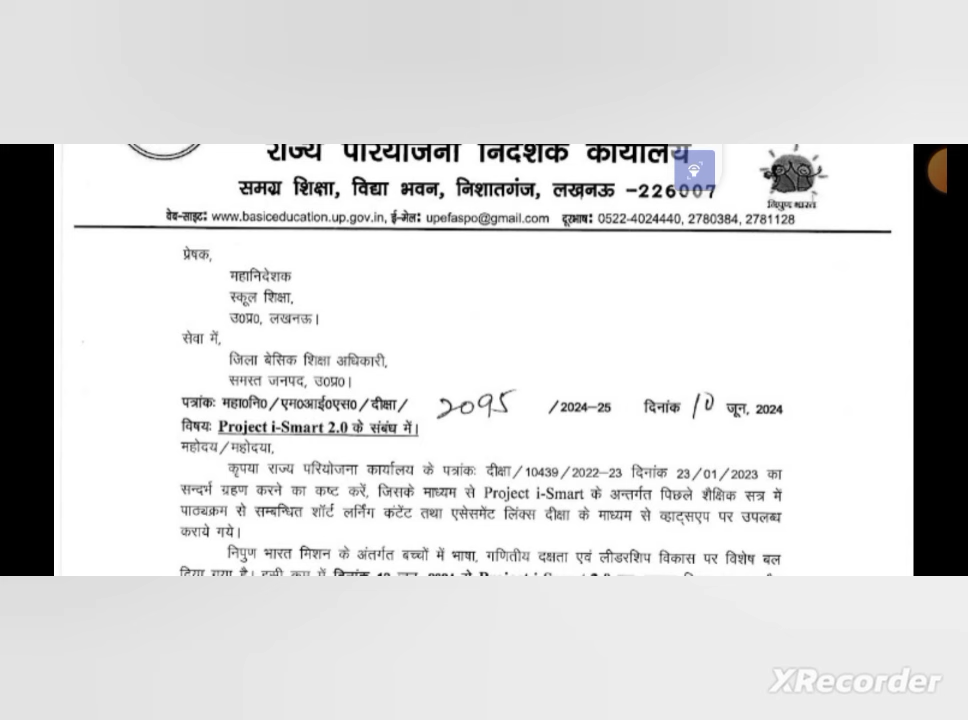 राज्य परियोजना निदेशक कार्यालय
समग्र शिक्षा, विद्या भवन, निशातगंज, लखनऊ -226007
निपुण भारत
वेब-साइट: www.basiceducation.up.gov.in, ई-मेल: upefaspo@gmail.com दूरभाष: 0522-4024440, 2780384, 2781128
प्रेषक,
महानिदेशक
स्कूल शिक्षा,
उ0प्र0, लखनऊ।
सेवा में,
जिला बेसिक शिक्षा अधिकारी,
समस्त जनपद, उ0प्र0।
पत्रांकः महा0नि0/एम0आई0एस0/दीक्षा/ 2095 /2024-25 दिनांक 10 जून, 2024
विषयः Project i-Smart 2.0 के संबंध में।
महोदय/महोदया,
कृपया राज्य परियोजना कार्यालय के पत्रांकः दीक्षा/10439/2022-23 दिनांक 23/01/2023 का
सन्दर्भ ग्रहण करने का कष्ट करें, जिसके माध्यम से Project i-Smart के अन्तर्गत पिछले शैक्षिक सत्र में
पाठ्यक्रम से सम्बन्धित शॉर्ट लर्निंग कंटेंट तथा एसेसमेंट लिंक्स दीक्षा के माध्यम से व्हाट्सएप पर उपलब्ध
कराये गये।
निपुण भारत मिशन के अंतर्गत बच्चों में भाषा, गणितीय दक्षता एवं लीडरशिप विकास पर विशेष बल
दिया गया है।
XRecorder